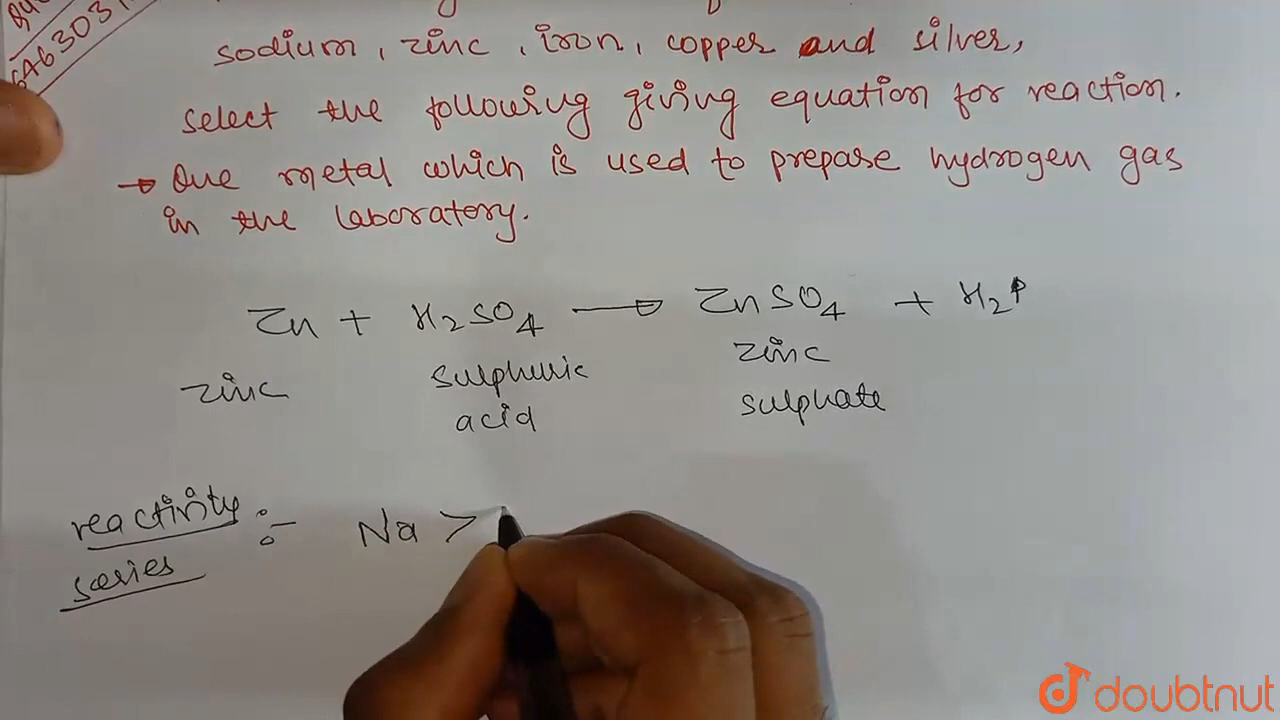 sodium, zinc, iron, copper and silver,
select the following giving equation for reaction.
→ One metal which is used to prepare hydrogen gas
in the laboratory.
Zn + H2SO4 → ZnSO4 + H2↑
zinc sulphuric acid zinc sulphate
reactivity series :- Na >
doubtnut